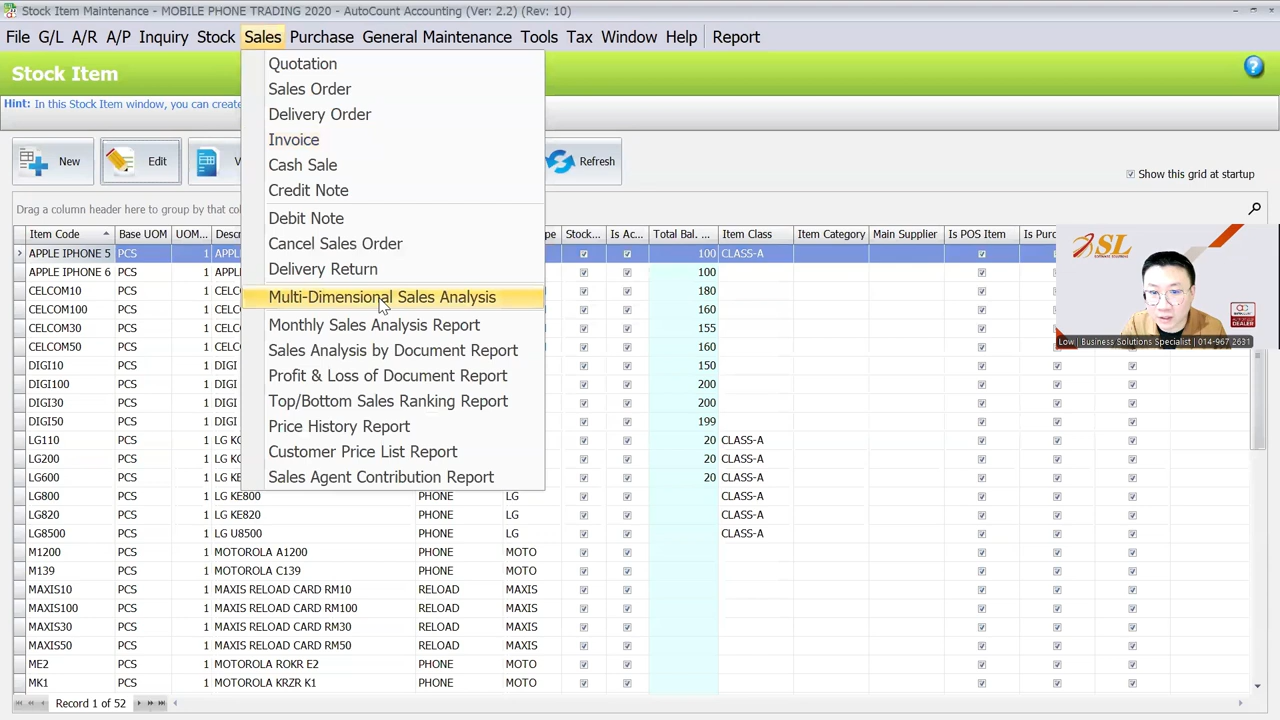 Stock Item Maintenance - MOBILE PHONE TRADING 2020 - AutoCount Accounting (Ver: 2.2) (Rev: 10)
File G/L A/R A/P Inquiry Stock Sales Purchase General Maintenance Tools Tax Window Help Report
Stock Item
Hint: In this Stock Item window, you can create
Quotation
Sales Order
Delivery Order
Invoice
Cash Sale
Credit Note
Debit Note
Cancel Sales Order
Delivery Return
Multi-Dimensional Sales Analysis
Monthly Sales Analysis Report
Sales Analysis by Document Report
Profit & Loss of Document Report
Top/Bottom Sales Ranking Report
Price History Report
Customer Price List Report
Sales Agent Contribution Report
New Edit V Refresh
Show this grid at startup
Drag a column header here to group by that col
Item Code Base UOM UOM... Descr pe Stock... Is Ac... Total Bal. ... Item Class Item Category Main Supplier Is POS Item Is Purc
APPLE IPHONE 5 PCS 1 APPL 100 CLASS-A
APPLE IPHONE 6 PCS 1 APPL 100
CELCOM10 PCS 1 CELC 180
CELCOM100 PCS 1 CELC 160
CELCOM30 PCS 1 CELC 155
CELCOM50 PCS 1 CELC 160
DIGI10 PCS 1 DIGI 150
DIGI100 PCS 1 DIGI 200
DIGI30 PCS 1 DIGI 200
DIGI50 PCS 1 DIGI 199
LG110 PCS 1 LG KG 20 CLASS-A
LG200 PCS 1 LG KE 20 CLASS-A
LG600 PCS 1 LG KE 20 CLASS-A
LG800 PCS 1 LG KE800 PHONE LG CLASS-A
LG820 PCS 1 LG KE820 PHONE LG CLASS-A
LG8500 PCS 1 LG U8500 PHONE LG CLASS-A
M1200 PCS 1 MOTOROLA A1200 PHONE MOTO
M139 PCS 1 MOTOROLA C139 PHONE MOTO
MAXIS10 PCS 1 MAXIS RELOAD CARD RM10 RELOAD MAXIS
MAXIS100 PCS 1 MAXIS RELOAD CARD RM100 RELOAD MAXIS
MAXIS30 PCS 1 MAXIS RELOAD CARD RM30 RELOAD MAXIS
MAXIS50 PCS 1 MAXIS RELOAD CARD RM50 RELOAD MAXIS
ME2 PCS 1 MOTOROLA ROKR E2 PHONE MOTO
MK1 PCS 1 MOTOROLA KRZR K1 PHONE MOTO
Record 1 of 52
SL
DEALER
Low | Business Solutions Specialist | 014-967 2631